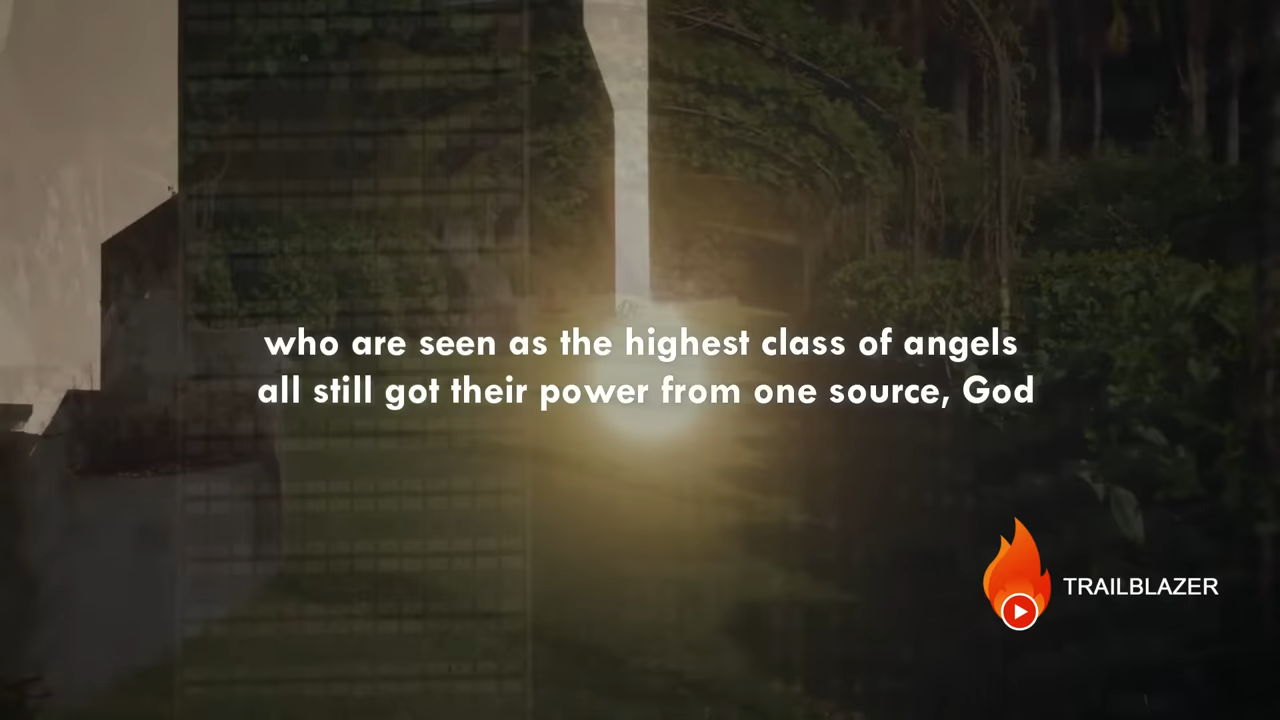 who are seen as the highest class of angels
all still got their power from one source, God
TRAILBLAZER